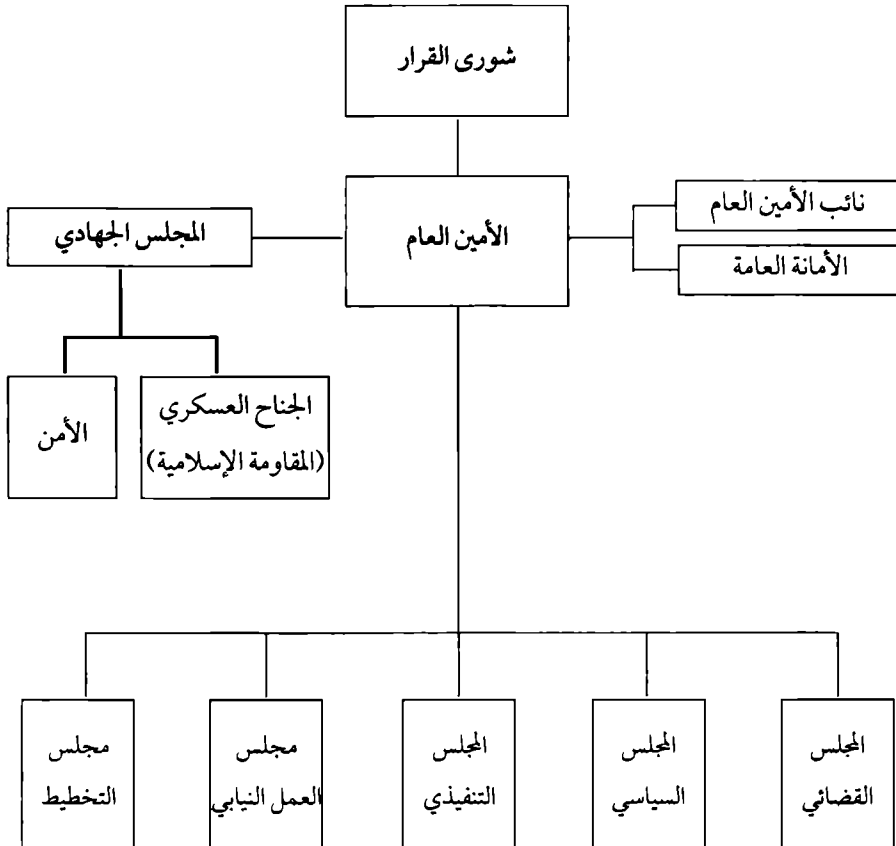 شورى القرار
نائب الأمين العام
الأمين العام
المجلس الجهادي
الأمانة العامة
الجناح العسكري
(المقاومة الإسلامية)
الأمن
المجلس
القضائي
المجلس
السياسي
المجلس
التنفيذي
مجلس
العمل النيابي
مجلس
التخطيط